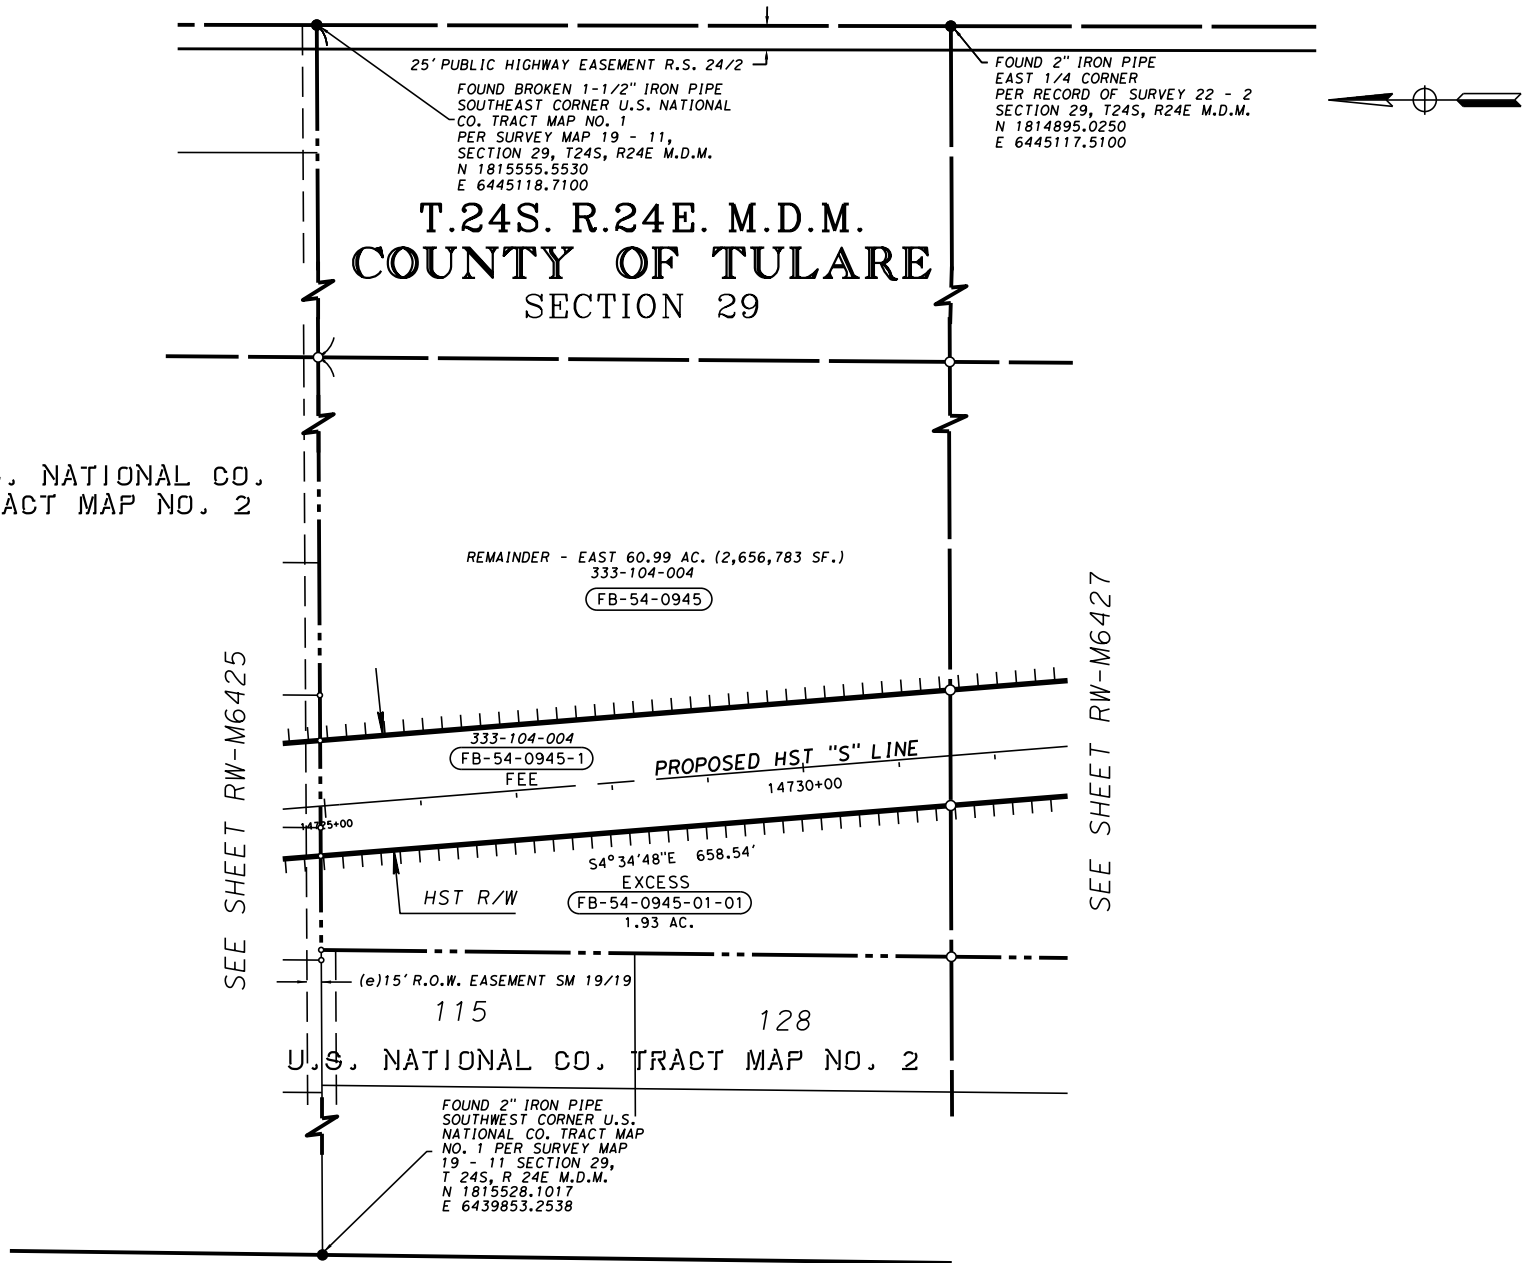 25' PUBLIC HIGHWAY EASEMENT R.S. 24/2
FOUND BROKEN 1-1/2" IRON PIPE
SOUTHEAST CORNER U.S. NATIONAL
CO. TRACT MAP NO. 1
PER SURVEY MAP 19 - 11,
SECTION 29, T24S, R24E M.D.M.
N 1815555.5530
E 6445118.7100
FOUND 2" IRON PIPE
EAST 1/4 CORNER
PER RECORD OF SURVEY 22 - 2
SECTION 29, T24S, R24E M.D.M.
N 1814895.0250
E 6445117.5100
T.24S. R.24E. M.D.M.
COUNTY OF TULARE
SECTION 29
. NATIONAL CO.
ACT MAP NO. 2
REMAINDER - EAST 60.99 AC. (2,656,783 SF.)
333-104-004
FB-54-0945
SEE SHEET RW-M6425
SEE SHEET RW-M6427
333-104-004
FB-54-0945-1
FEE
PROPOSED HST "S" LINE
14730+00
14725+00
S4°34'48"E 658.54'
EXCESS
FB-54-0945-01-01
1.93 AC.
HST R/W
(e)15' R.O.W. EASEMENT SM 19/19
115
128
U.S. NATIONAL CO. TRACT MAP NO. 2
FOUND 2" IRON PIPE
SOUTHWEST CORNER U.S.
NATIONAL CO. TRACT MAP
NO. 1 PER SURVEY MAP
19 - 11 SECTION 29,
T 24S, R 24E M.D.M.
N 1815528.1017
E 6439853.2538